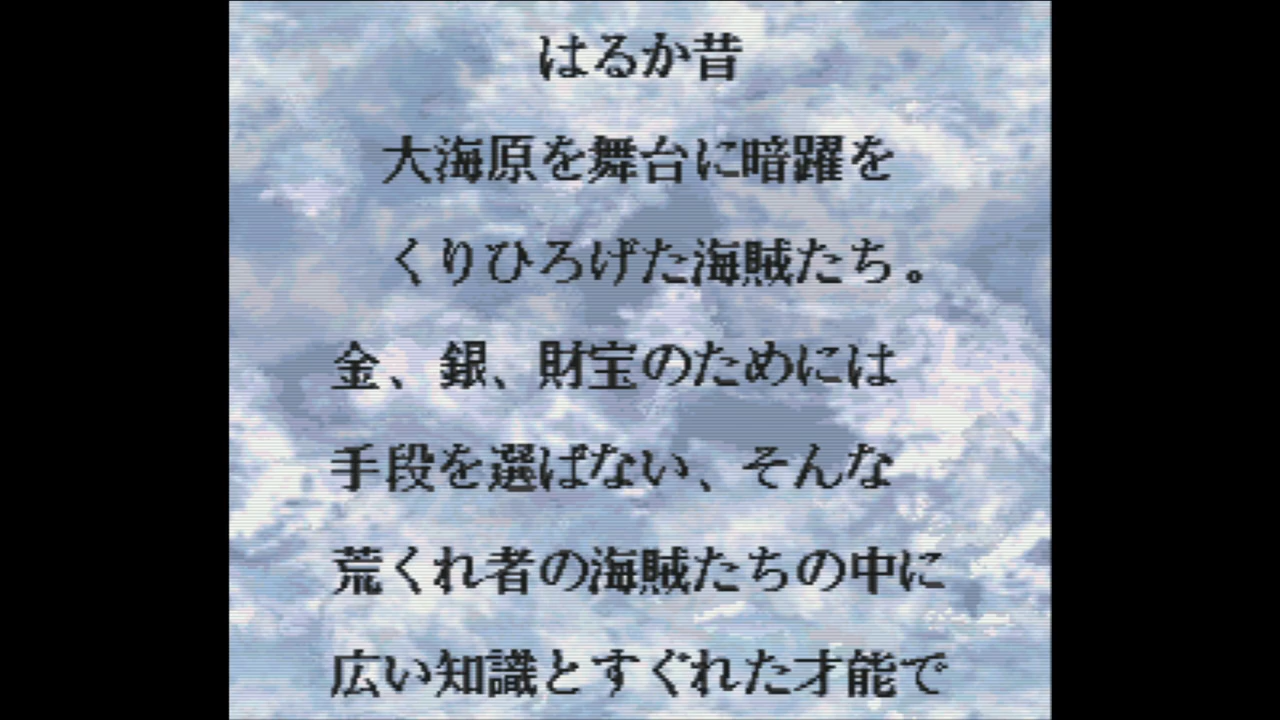 はるか昔
大海原を舞台に暗躍を
くりひろげた海賊たち。
金、銀、財宝のためには
手段を選ばない、そんな
荒くれ者の海賊たちの中に
広い知識とすぐれた才能で